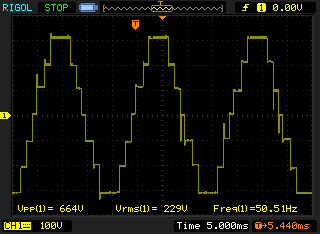 RIGOL STOP T 1 0.00V
T
1
Vpp(1)= 664V Vrms(1)= 229V Freq(1)=50.51Hz
CH1 100V Time 5.000ms T→5.440ms